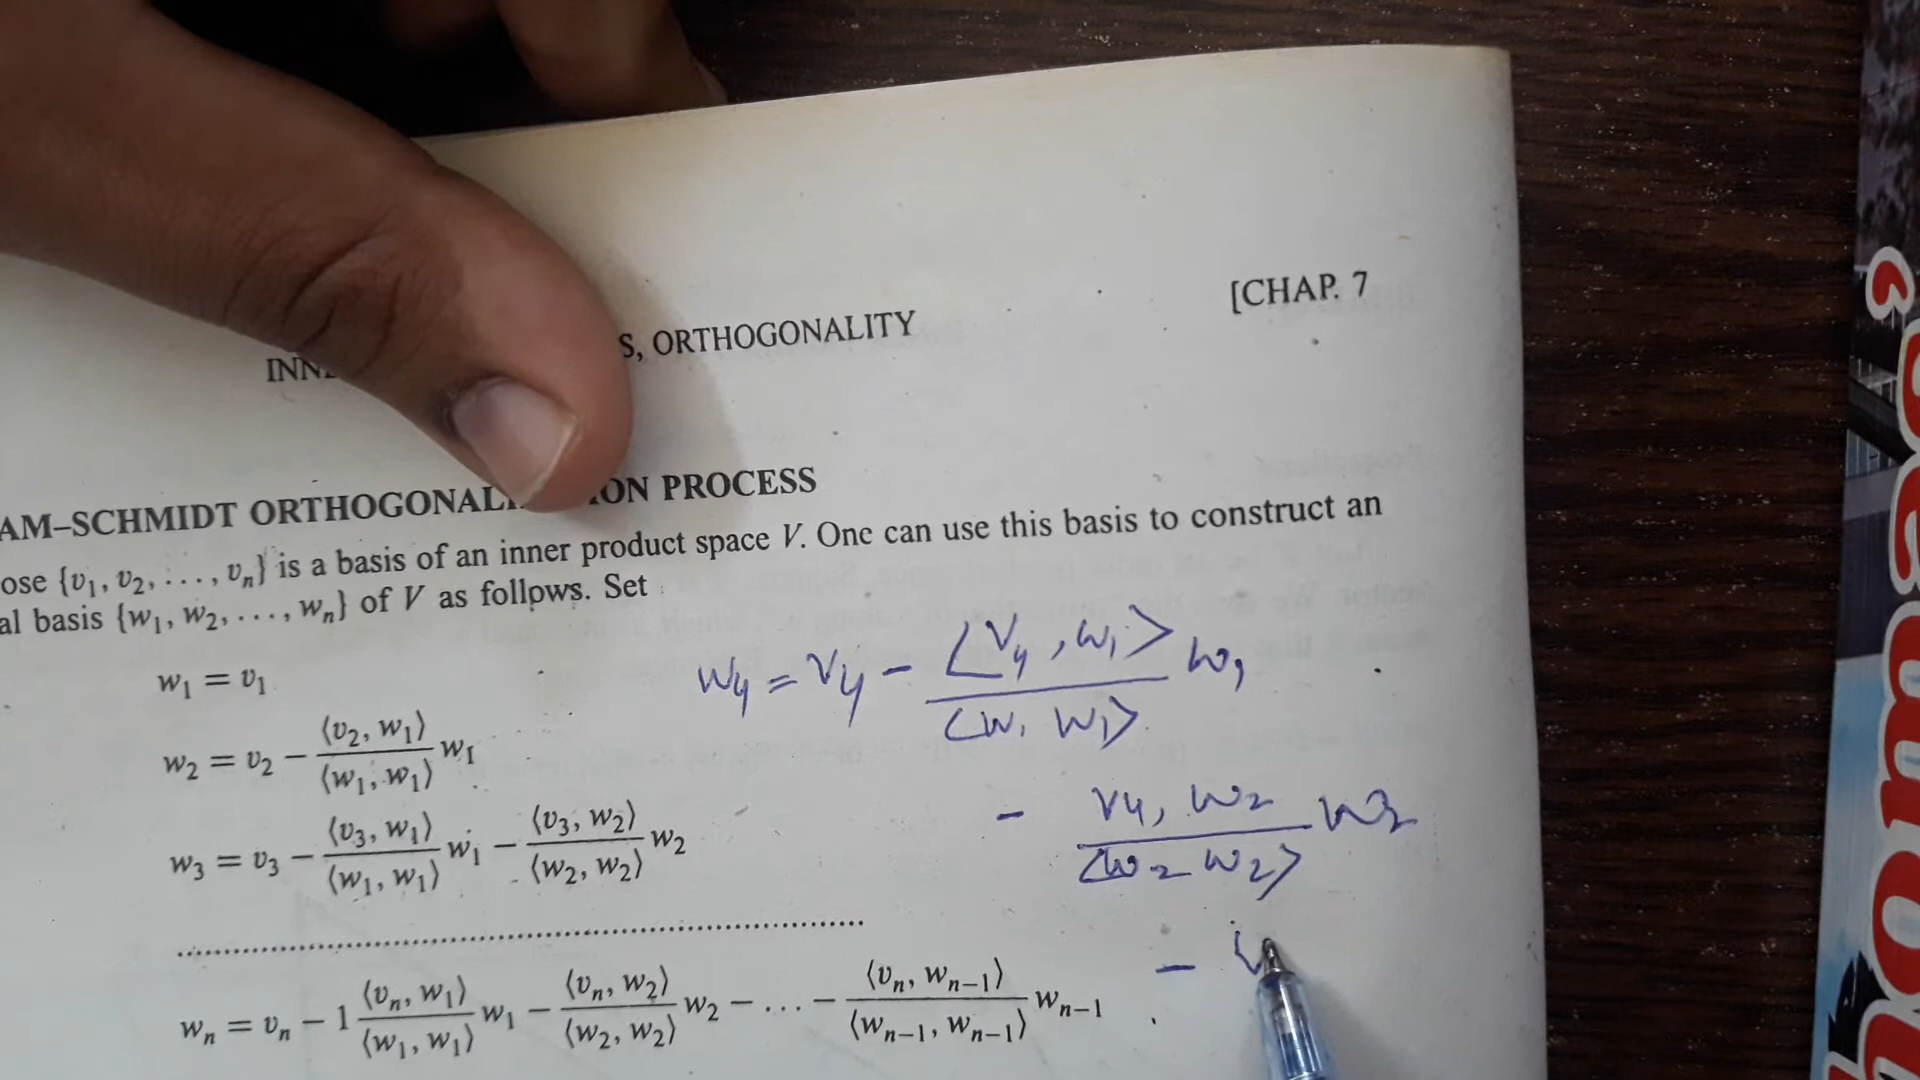 [CHAP. 7
S, ORTHOGONALITY
AM–SCHMIDT ORTHOGONAL ION PROCESS
ose {v₁, v₂, . . . , vₙ} is a basis of an inner product space V. One can use this basis to construct an
al basis {w₁, w₂, . . . , wₙ} of V as follows. Set
w₁ = v₁
w₂ = v₂ − ⟨v₂, w₁⟩/⟨w₁, w₁⟩ w₁
w₃ = v₃ − ⟨v₃, w₁⟩/⟨w₁, w₁⟩ w₁ − ⟨v₃, w₂⟩/⟨w₂, w₂⟩ w₂
wₙ = vₙ − 1 ⟨vₙ, w₁⟩/⟨w₁, w₁⟩ w₁ − ⟨vₙ, w₂⟩/⟨w₂, w₂⟩ w₂ − . . . − ⟨vₙ, wₙ₋₁⟩/⟨wₙ₋₁, wₙ₋₁⟩ wₙ₋₁
w₄ = v₄ − ⟨v₄, w₁⟩/⟨w₁ w₁⟩ w₁
− v₄, w₂/⟨w₂ w₂⟩ w₂
−